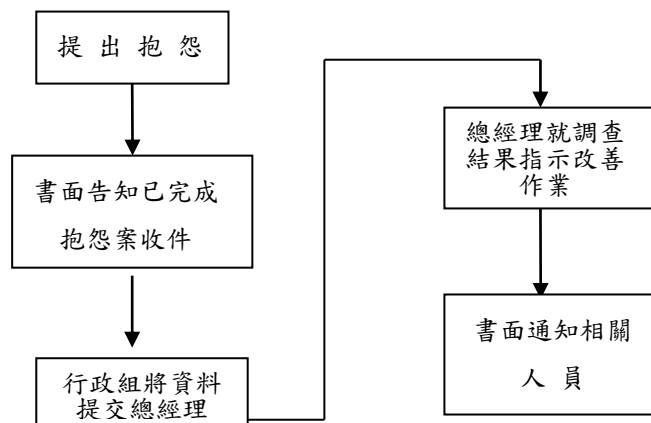 提 出 抱 怨
書面告知已完成
抱怨案收件
行政組將資料
提交總經理
總經理就調查
結果指示改善
作業
書面通知相關
人 員